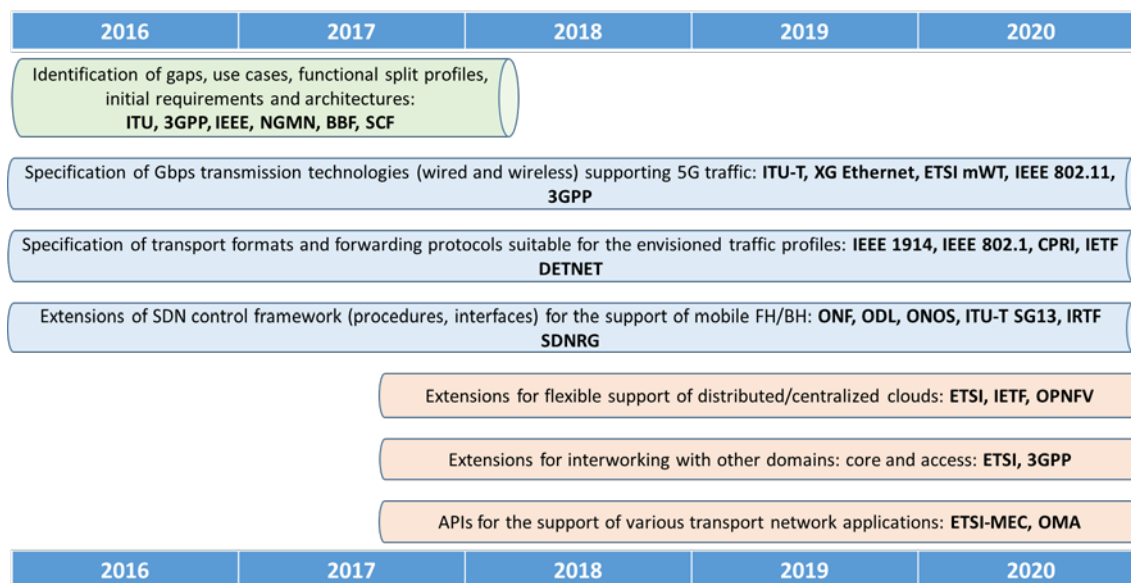 2016 2017 2018 2019 2020
Identification of gaps, use cases, functional split profiles,
initial requirements and architectures:
ITU, 3GPP, IEEE, NGMN, BBF, SCF
Specification of Gbps transmission technologies (wired and wireless) supporting 5G traffic: ITU-T, XG Ethernet, ETSI mWT, IEEE 802.11,
3GPP
Specification of transport formats and forwarding protocols suitable for the envisioned traffic profiles: IEEE 1914, IEEE 802.1, CPRI, IETF
DETNET
Extensions of SDN control framework (procedures, interfaces) for the support of mobile FH/BH: ONF, ODL, ONOS, ITU-T SG13, IRTF
SDNRG
Extensions for flexible support of distributed/centralized clouds: ETSI, IETF, OPNFV
Extensions for interworking with other domains: core and access: ETSI, 3GPP
APIs for the support of various transport network applications: ETSI-MEC, OMA
2016 2017 2018 2019 2020